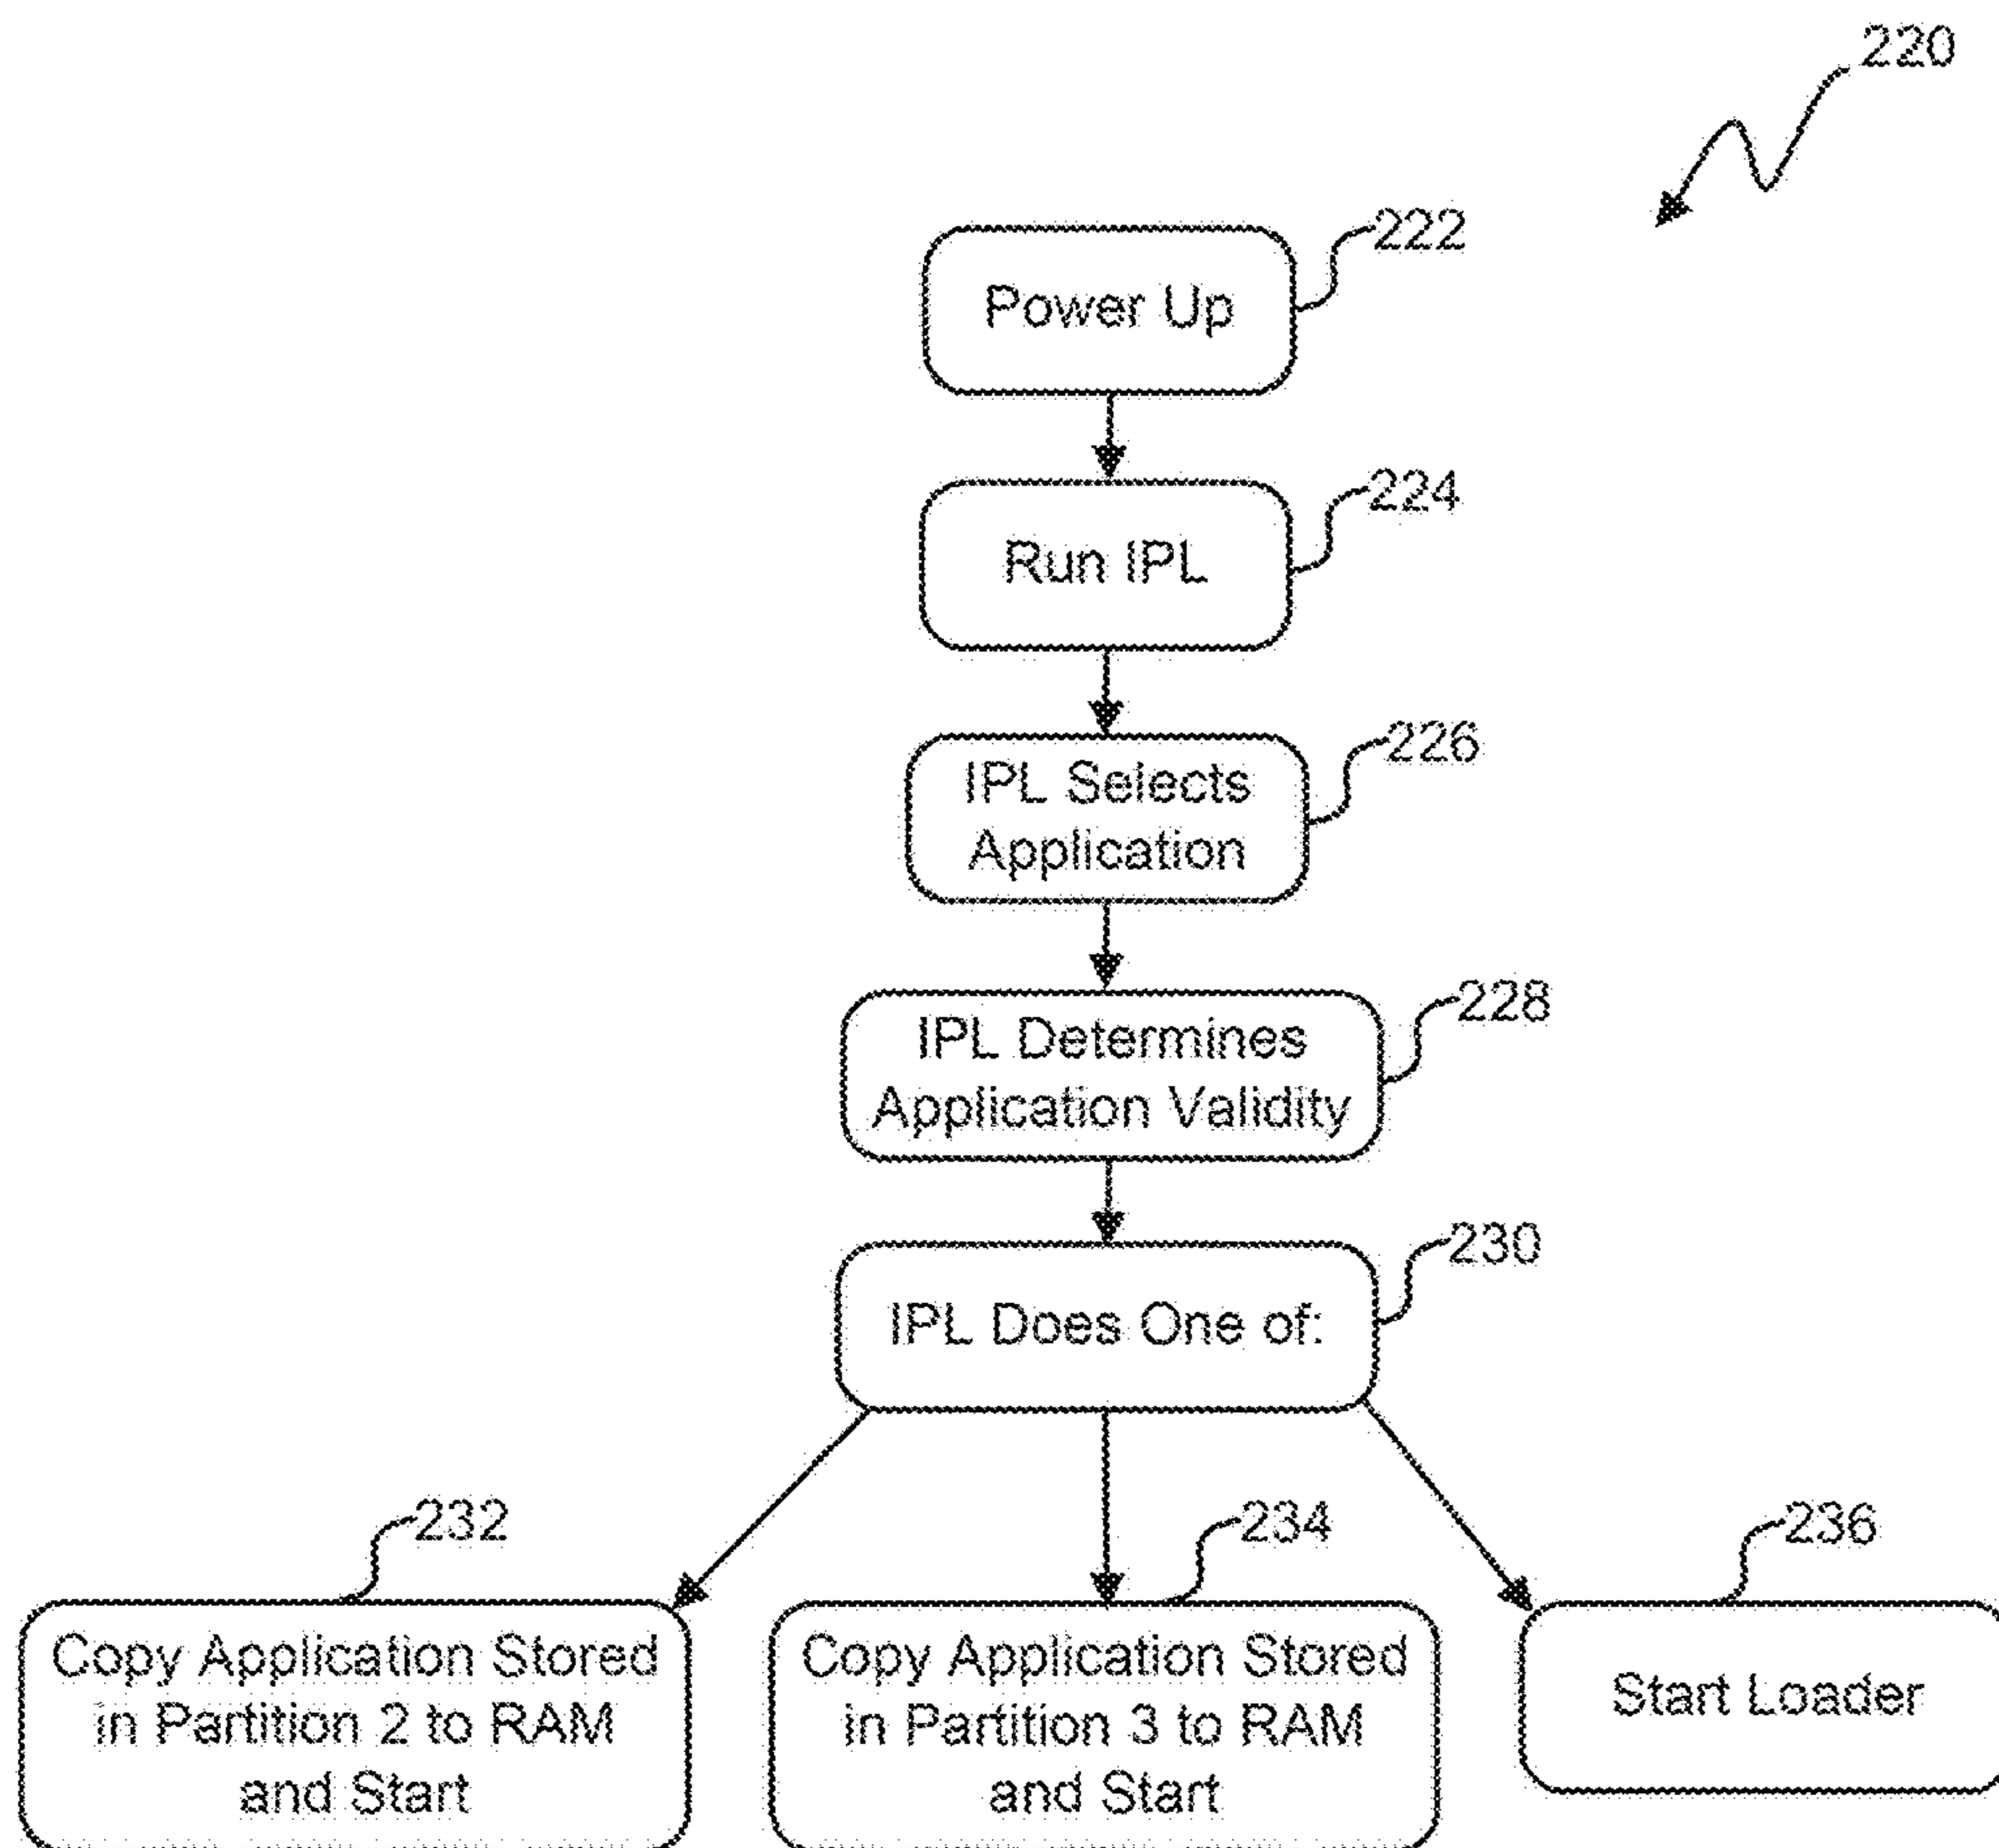 220
222
Power Up
224
Run IPL
226
IPL Selects
Application
228
IPL Determines
Application Validity
230
IPL Does One of:
232
234
236
Copy Application Stored
in Partition 2 to RAM
and Start
Copy Application Stored
in Partition 3 to RAM
and Start
Start Loader